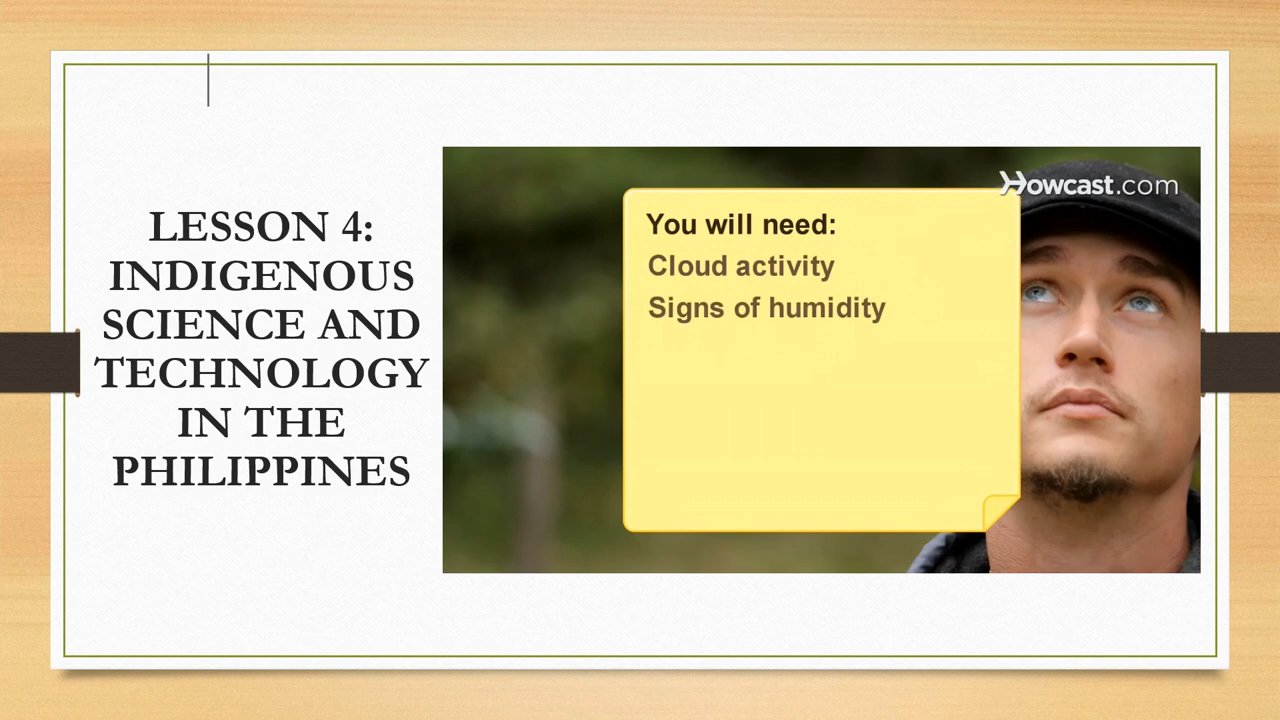 LESSON 4:
INDIGENOUS
SCIENCE AND
TECHNOLOGY
IN THE
PHILIPPINES
Howcast.com
You will need:
Cloud activity
Signs of humidity